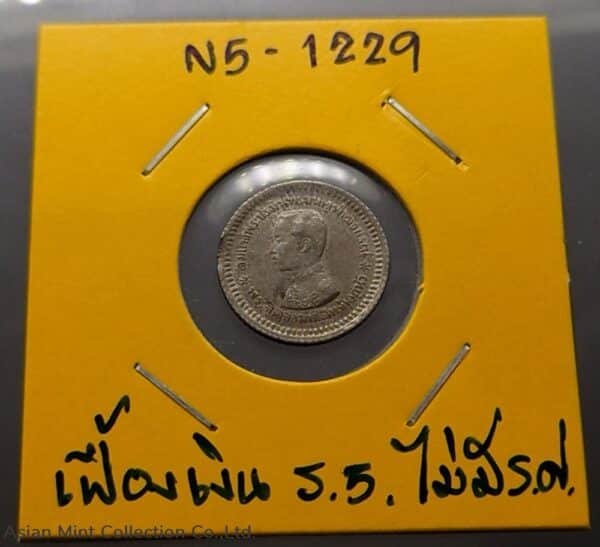 N5-1229
เฟื้องเงิน ร.5. ไม่มีร.ศ.
Asian Mint Collection Co.,Ltd.